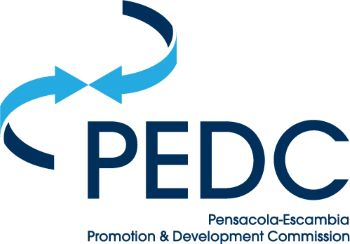 PEDC
Pensacola-Escambia
Promotion & Development Commission